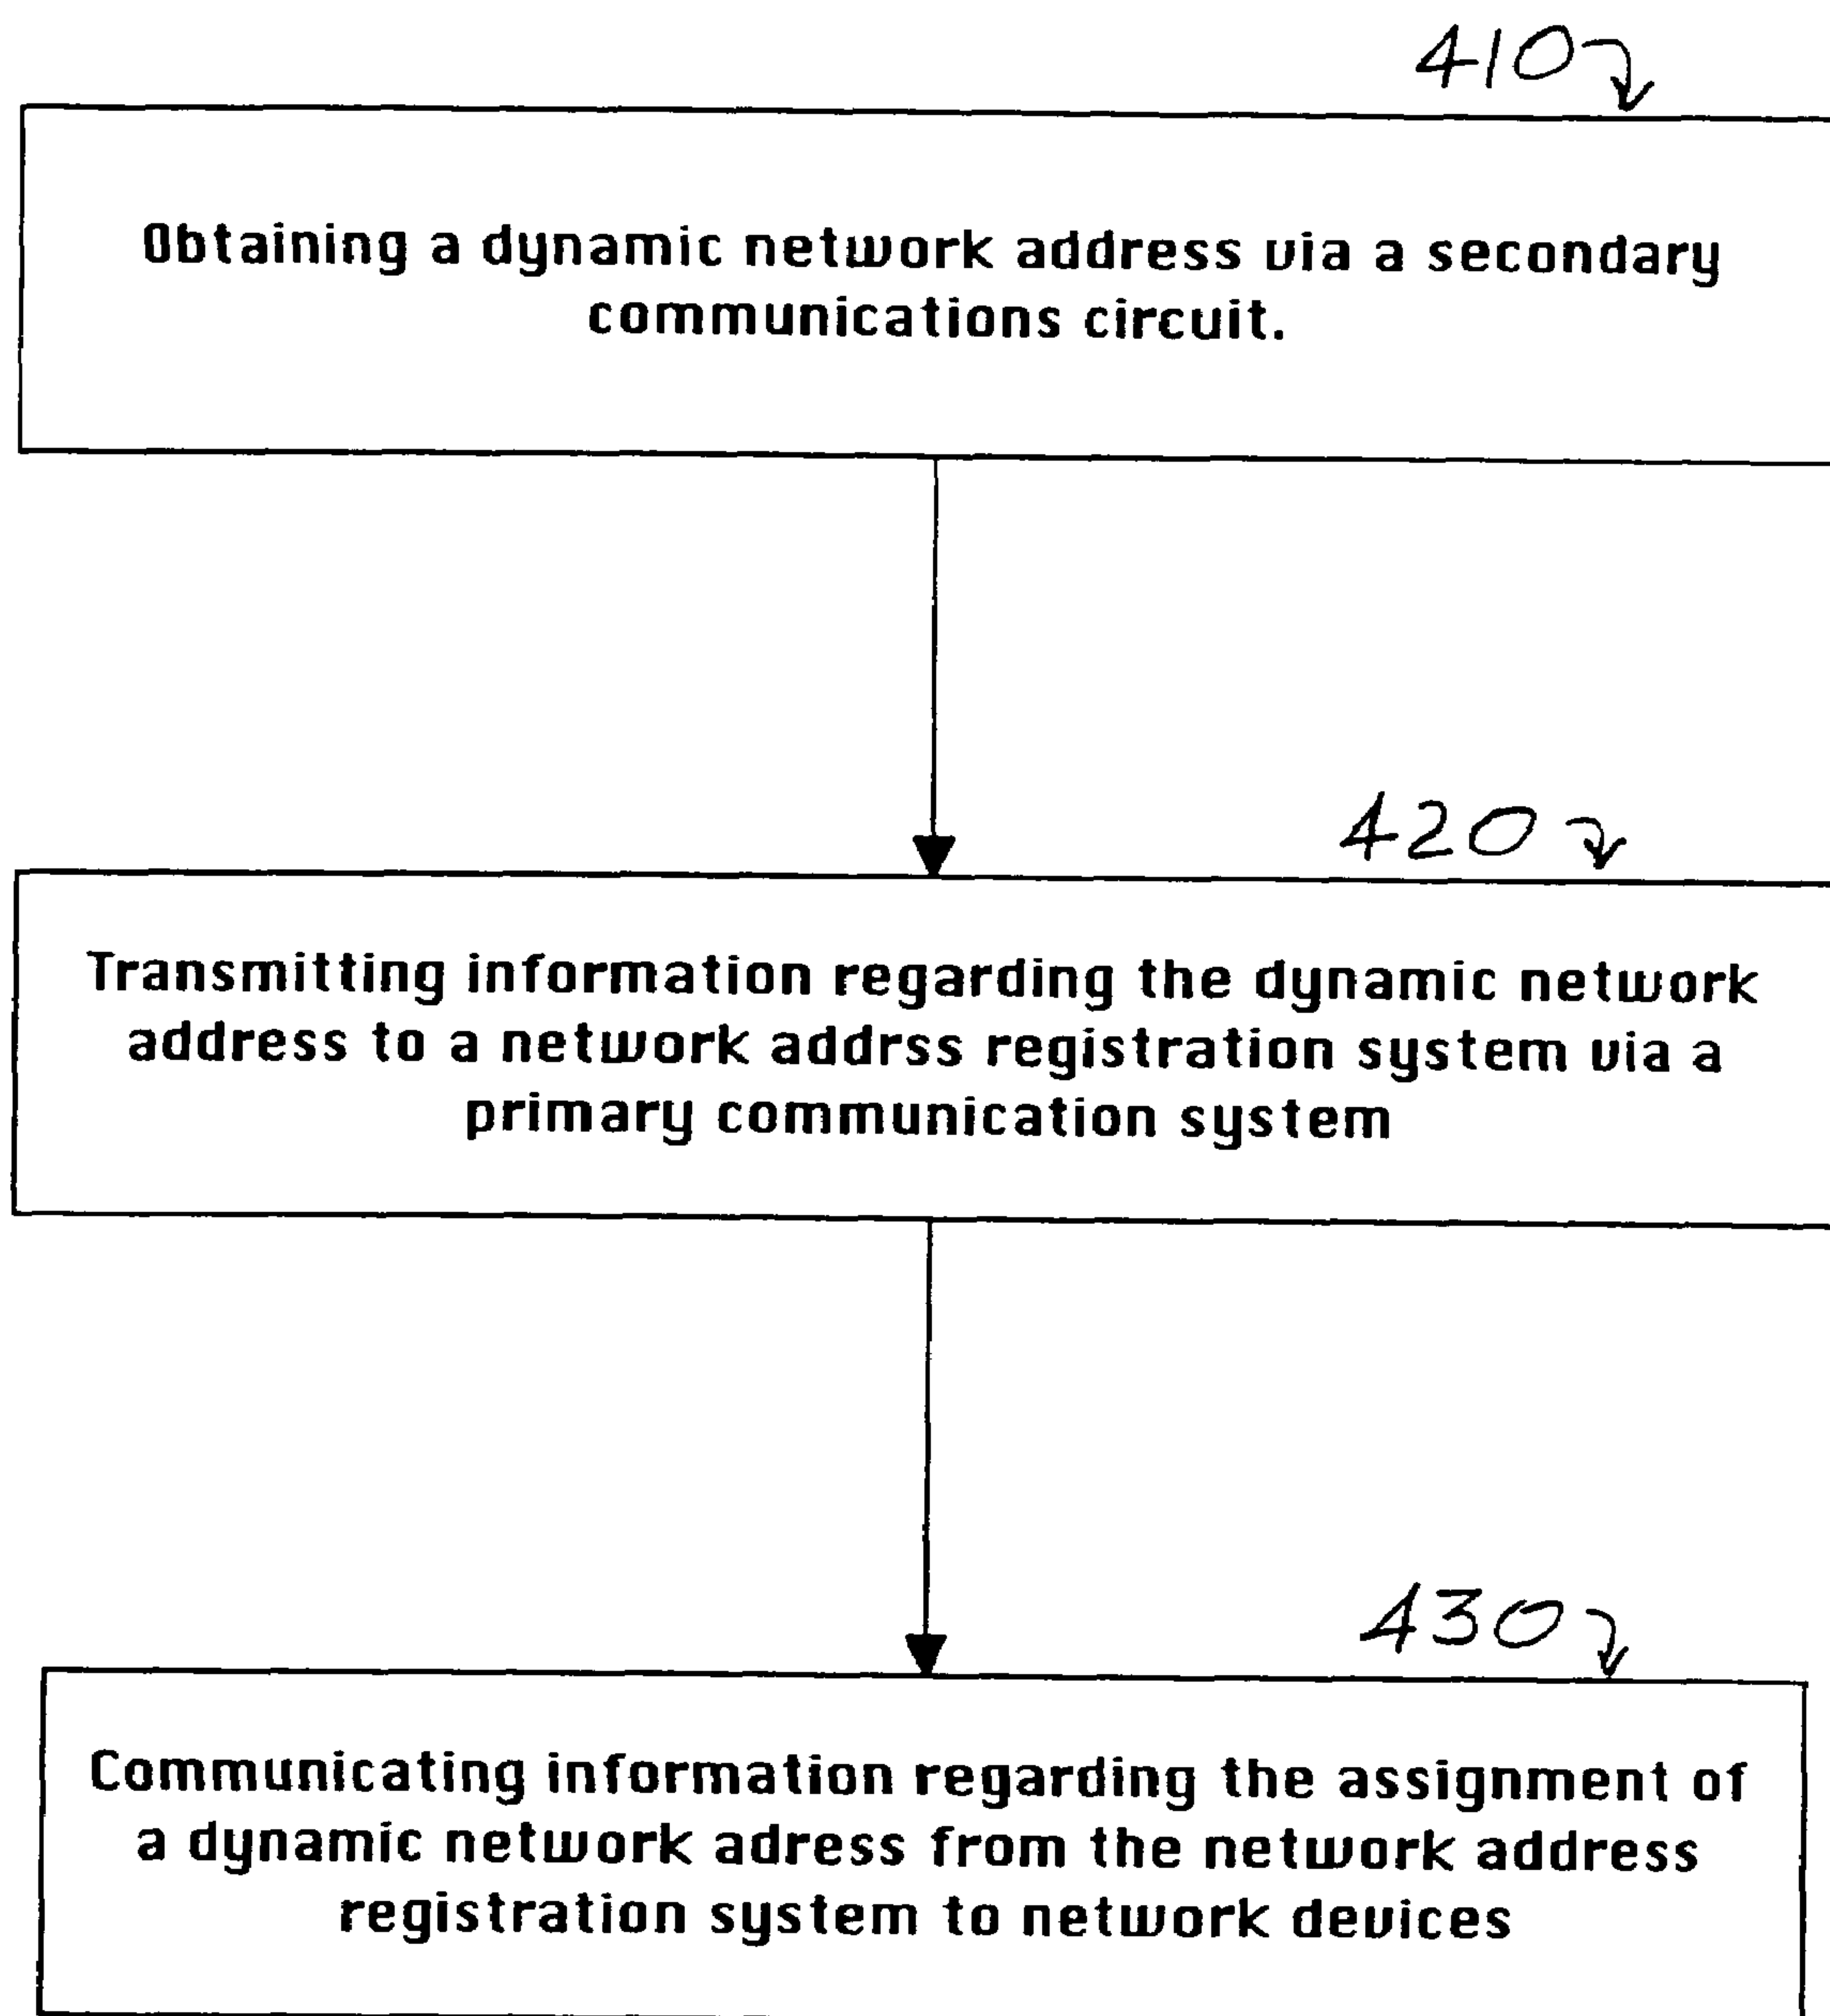 410
Obtaining a dynamic network address via a secondary
communications circuit.
420
Transmitting information regarding the dynamic network
address to a network addrss registration system via a
primary communication system
430
Communicating information regarding the assignment of
a dynamic network adress from the network address
registration system to network devices